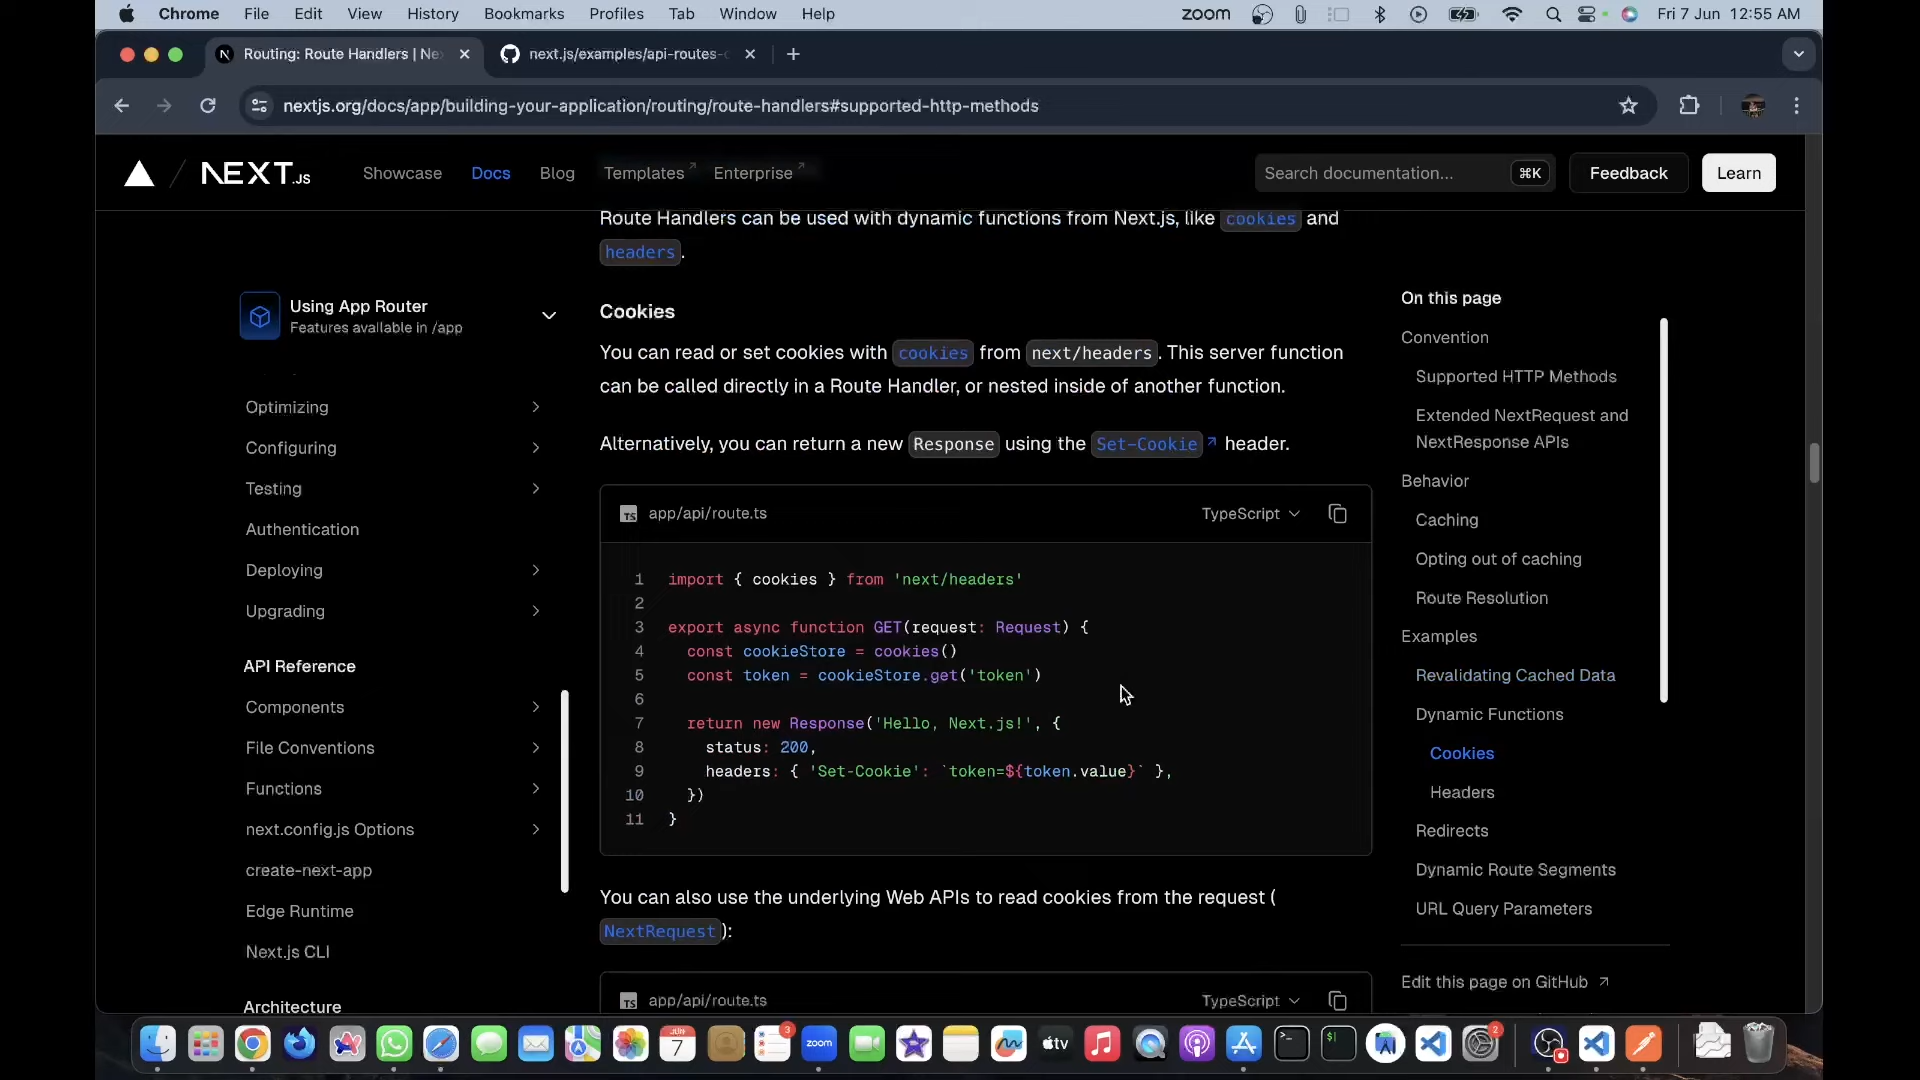 Chrome File Edit View History Bookmarks Profiles Tab Window Help zoom Fri 7 Jun 12:55 AM
Routing: Route Handlers | Ne
next.js/examples/api-routes-
nextjs.org/docs/app/building-your-application/routing/route-handlers#supported-http-methods
NEXT.JS Showcase Docs Blog Templates Enterprise Search documentation... ⌘K Feedback Learn
Using App Router
Features available in /app
Optimizing
Configuring
Testing
Authentication
Deploying
Upgrading
API Reference
Components
File Conventions
Functions
next.config.js Options
create-next-app
Edge Runtime
Next.js CLI
Architecture
Route Handlers can be used with dynamic functions from Next.js, like cookies and
headers.
Cookies
You can read or set cookies with cookies from next/headers. This server function
can be called directly in a Route Handler, or nested inside of another function.
Alternatively, you can return a new Response using the Set-Cookie header.
TS app/api/route.ts TypeScript
1 import { cookies } from 'next/headers'
2
3 export async function GET(request: Request) {
4 const cookieStore = cookies()
5 const token = cookieStore.get('token')
6
7 return new Response('Hello, Next.js!', {
8 status: 200,
9 headers: { 'Set-Cookie': `token=${token.value}` },
10 })
11 }
You can also use the underlying Web APIs to read cookies from the request (
NextRequest):
TS app/api/route.ts TypeScript
On this page
Convention
Supported HTTP Methods
Extended NextRequest and
NextResponse APIs
Behavior
Caching
Opting out of caching
Route Resolution
Examples
Revalidating Cached Data
Dynamic Functions
Cookies
Headers
Redirects
Dynamic Route Segments
URL Query Parameters
Edit this page on GitHub
JUN
7
3
zoom
tv
2